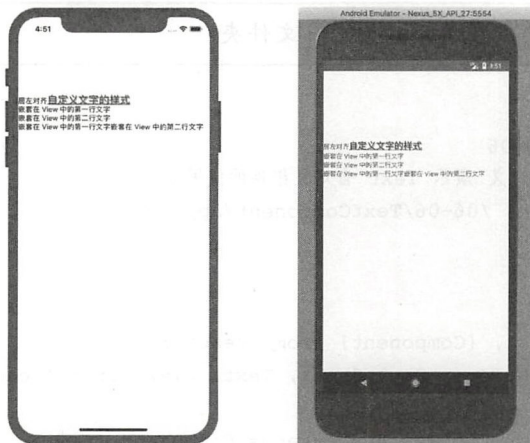 4:51
居左对齐自定义文字的样式
嵌套在 View 中的第一行文字
嵌套在 View 中的第二行文字
嵌套在 View 中的第一行文字嵌套在 View 中的第二行文字
Android Emulator - Nexus_5X_API_27:5554
居左对齐自定义文字的样式
嵌套在 View 中的第一行文字
嵌套在 View 中的第二行文字
嵌套在 View 中的第一行文字嵌套在 View 中的第二行文字